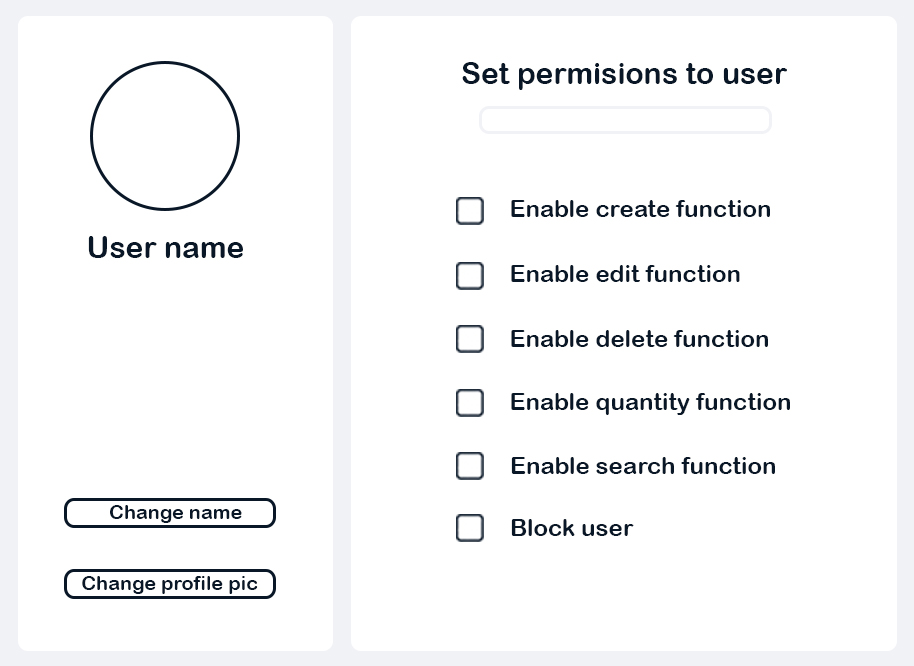 User name
Change name
Change profile pic
Set permisions to user
Enable create function
Enable edit function
Enable delete function
Enable quantity function
Enable search function
Block user